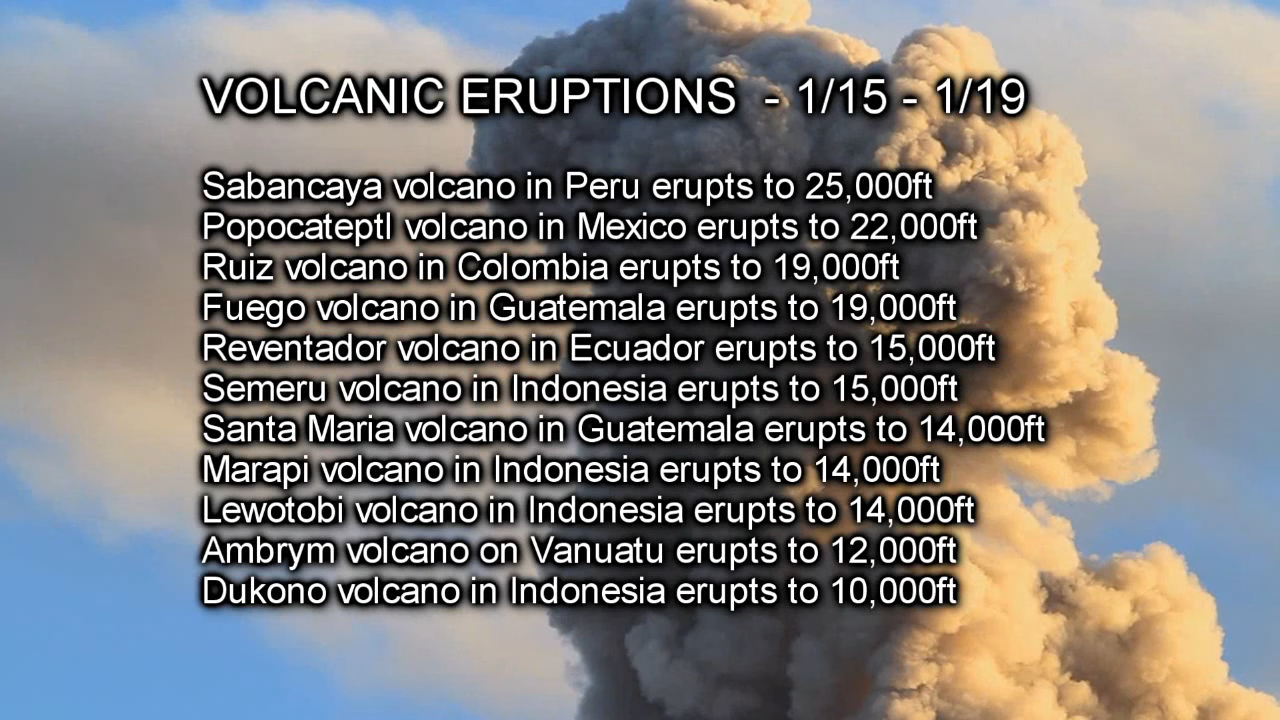 VOLCANIC ERUPTIONS - 1/15 - 1/19
Sabancaya volcano in Peru erupts to 25,000ft
Popocateptl volcano in Mexico erupts to 22,000ft
Ruiz volcano in Colombia erupts to 19,000ft
Fuego volcano in Guatemala erupts to 19,000ft
Reventador volcano in Ecuador erupts to 15,000ft
Semeru volcano in Indonesia erupts to 15,000ft
Santa Maria volcano in Guatemala erupts to 14,000ft
Marapi volcano in Indonesia erupts to 14,000ft
Lewotobi volcano in Indonesia erupts to 14,000ft
Ambrym volcano on Vanuatu erupts to 12,000ft
Dukono volcano in Indonesia erupts to 10,000ft